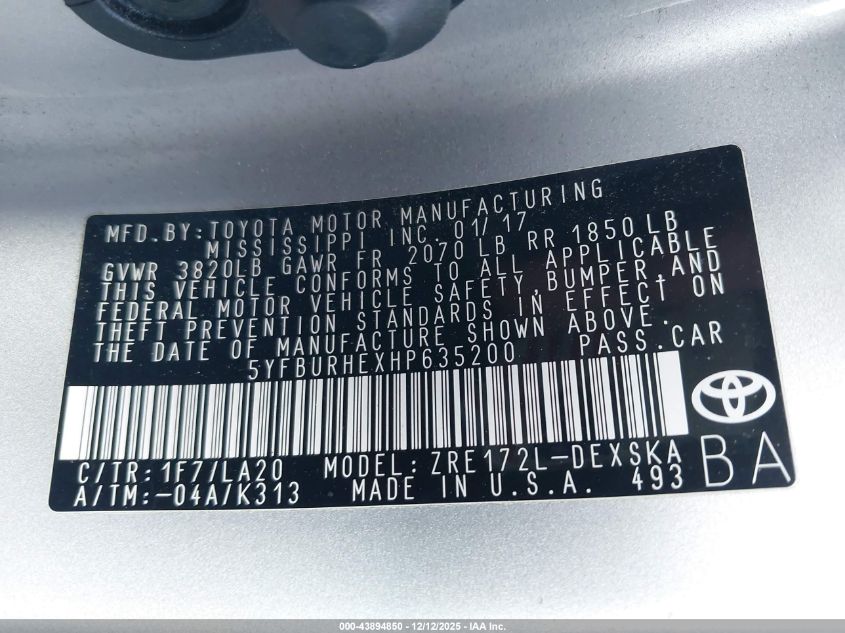 MFD.BY:TOYOTA MOTOR MANUFACTURING
MISSISSIPPI INC. 01/17
GVWR 3820LB GAWR FR 2070 LB RR 1850 LB
THIS VEHICLE CONFORMS TO ALL APPLICABLE
FEDERAL MOTOR VEHICLE SAFETY,BUMPER,AND
THEFT PREVENTION STANDARDS IN EFFECT ON
THE DATE OF MANUFACTURE SHOWN ABOVE.
5YFBURHEXHP635200 PASS.CAR
C/TR:1F7/LA20 MODEL:ZRE172L-DEXSKA
A/TM:-04A/K313 MADE IN U.S.A. 493
BA
000-43894850 - 12/12/2025 - IAA Inc.